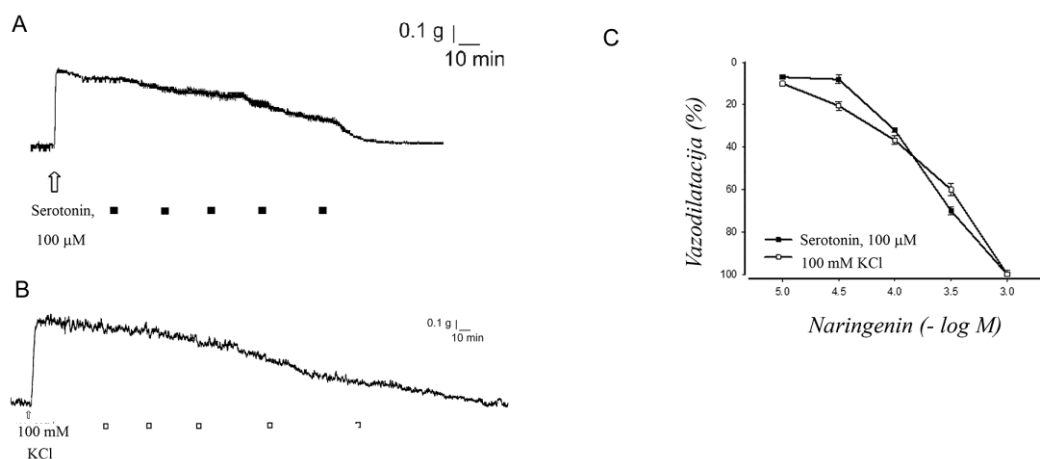 A
0.1 g
10 min
Serotonin,
100 μM
B
0.1 g
10 min
100 mM
KCl
C
Vazodilatacija (%)
0
20
40
60
80
100
Serotonin, 100 μM
100 mM KCl
5.0 4.5 4.0 3.5 3.0
Naringenin (- log M)